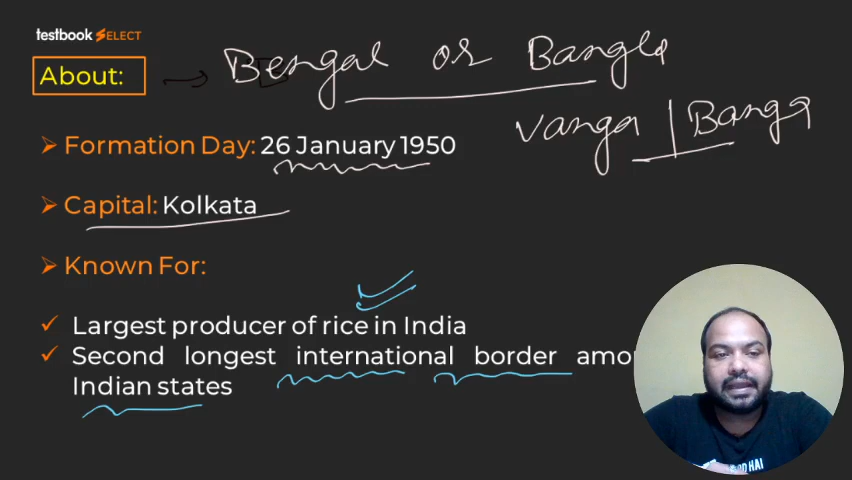 testbook SELECT
About: Bengal or Bangla
Vanga | Banga
➢ Formation Day: 26 January 1950
➢ Capital: Kolkata
➢ Known For:
✓ Largest producer of rice in India
✓ Second longest international border
Indian states